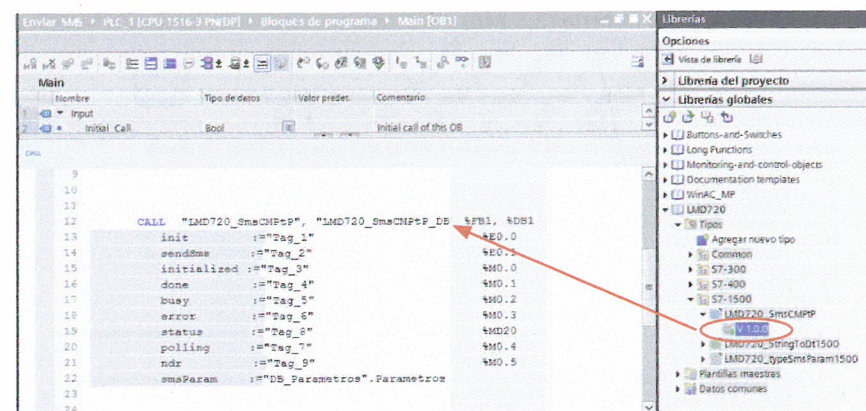 Enviar SMS ▸ PLC_1 [CPU 1516-3 PN/DP] ▸ Bloques de programa ▸ Main [OB1]
Main
Nombre Tipo de datos Valor predet. Comentario
1 Input
2 Initial_Call Bool Initial call of this OB
CALL
9
10
11
12 CALL "LMD720_SmsCMPtP", "LMD720_SmsCMPtP_DB %FB1, %DB1
13 init :="Tag_1" %E0.0
14 sendSms :="Tag_2" %E0.1
15 initialized :="Tag_3" %M0.0
16 done :="Tag_4" %M0.1
17 busy :="Tag_5" %M0.2
18 error :="Tag_6" %M0.3
19 status :="Tag_8" %MD20
20 polling :="Tag_7" %M0.4
21 ndr :="Tag_9" %M0.5
22 smsParam :="DB_Parametros".Parametros
23
24
Librerías
Opciones
Vista de librería
Librería del proyecto
Librerías globales
Buttons-and-Switches
Long Functions
Monitoring-and-control-objects
Documentation templates
WinAC_MP
LMD720
Tipos
Agregar nuevo tipo
Common
S7-300
S7-400
S7-1500
LMD720_SmsCMPtP
V 1.0.0
LMD720_StringToDt1500
LMD720_typeSmsParam1500
Plantillas maestras
Datos comunes